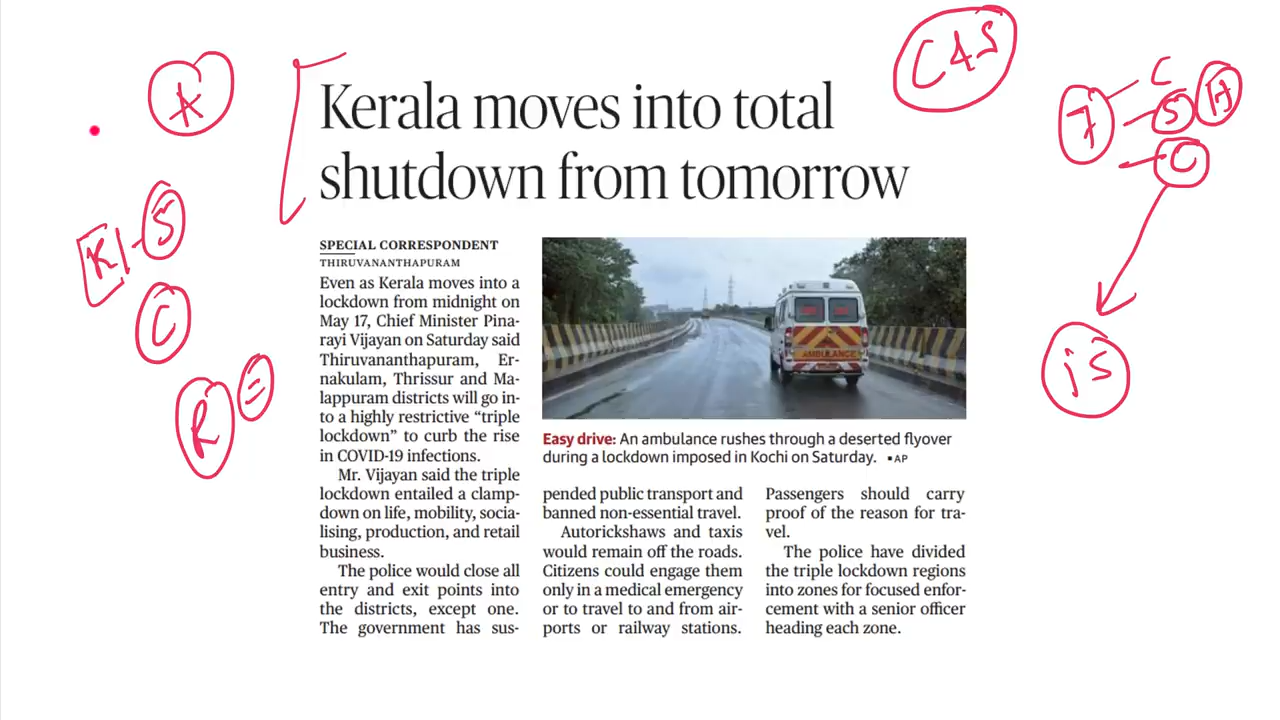 C4S
A
7
C
S A
C
K S
C
R =
is
Kerala moves into total
shutdown from tomorrow
SPECIAL CORRESPONDENT
THIRUVANANTHAPURAM
Even as Kerala moves into a
lockdown from midnight on
May 17, Chief Minister Pina-
rayi Vijayan on Saturday said
Thiruvananthapuram, Er-
nakulam, Thrissur and Ma-
lappuram districts will go in-
to a highly restrictive “triple
lockdown” to curb the rise
in COVID-19 infections.
Mr. Vijayan said the triple
lockdown entailed a clamp-
down on life, mobility, socia-
lising, production, and retail
business.
The police would close all
entry and exit points into
the districts, except one.
The government has sus-
AMBULANCE
Easy drive: An ambulance rushes through a deserted flyover
during a lockdown imposed in Kochi on Saturday. ▪AP
pended public transport and
banned non-essential travel.
Autorickshaws and taxis
would remain off the roads.
Citizens could engage them
only in a medical emergency
or to travel to and from air-
ports or railway stations.
Passengers should carry
proof of the reason for tra-
vel.
The police have divided
the triple lockdown regions
into zones for focused enfor-
cement with a senior officer
heading each zone.